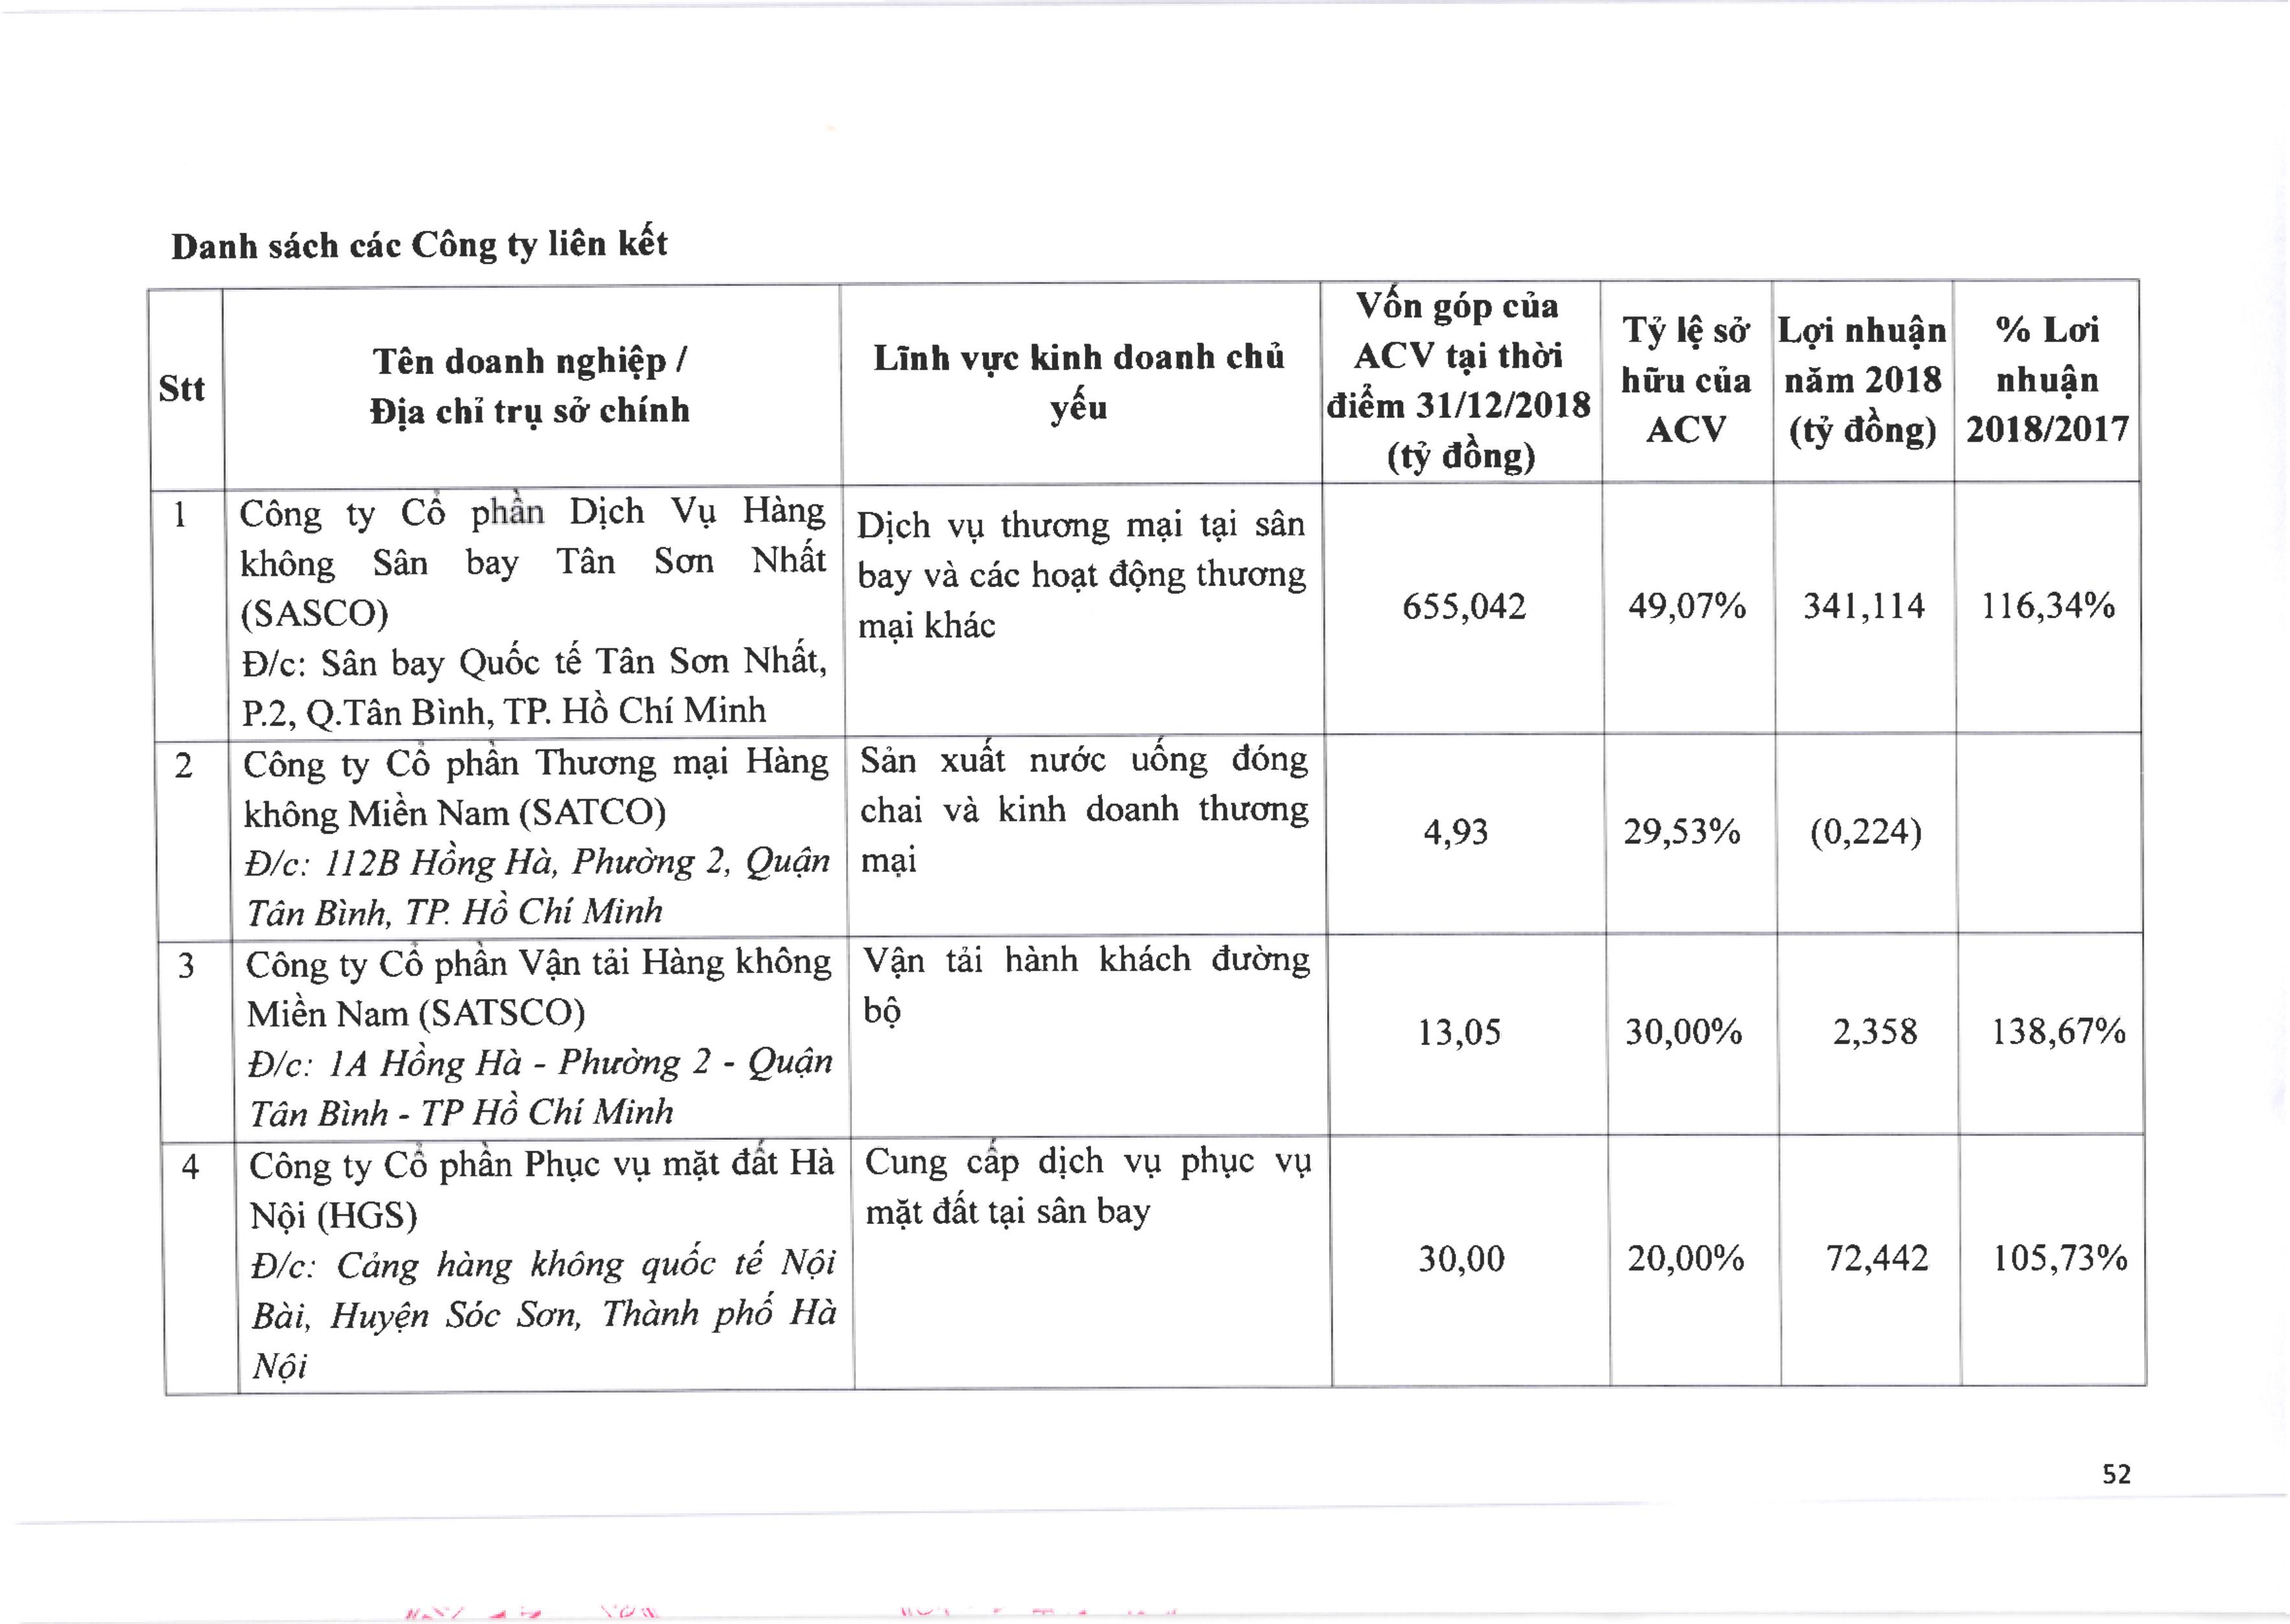 Danh sách các Công ty liên kết
Stt
Tên doanh nghiệp /
Địa chỉ trụ sở chính
Lĩnh vực kinh doanh chủ
yếu
Vốn góp của
ACV tại thời
điểm 31/12/2018
(tỷ đồng)
Tỷ lệ sở
hữu của
ACV
Lợi nhuận
năm 2018
(tỷ đồng)
% Lơi
nhuận
2018/2017
1
Công ty Cổ phần Dịch Vụ Hàng
không Sân bay Tân Sơn Nhất
(SASCO)
Đ/c: Sân bay Quốc tế Tân Sơn Nhất,
P.2, Q.Tân Bình, TP. Hồ Chí Minh
Dịch vụ thương mại tại sân
bay và các hoạt động thương
mại khác
655,042
49,07%
341,114
116,34%
2
Công ty Cổ phần Thương mại Hàng
không Miền Nam (SATCO)
Đ/c: 112B Hồng Hà, Phường 2, Quận
Tân Bình, TP. Hồ Chí Minh
Sản xuất nước uống đóng
chai và kinh doanh thương
mại
4,93
29,53%
(0,224)
3
Công ty Cổ phần Vận tải Hàng không
Miền Nam (SATSCO)
Đ/c: 1A Hồng Hà - Phường 2 - Quận
Tân Bình - TP Hồ Chí Minh
Vận tải hành khách đường
bộ
13,05
30,00%
2,358
138,67%
4
Công ty Cổ phần Phục vụ mặt đất Hà
Nội (HGS)
Đ/c: Cảng hàng không quốc tế Nội
Bài, Huyện Sóc Sơn, Thành phố Hà
Nội
Cung cấp dịch vụ phục vụ
mặt đất tại sân bay
30,00
20,00%
72,442
105,73%
52